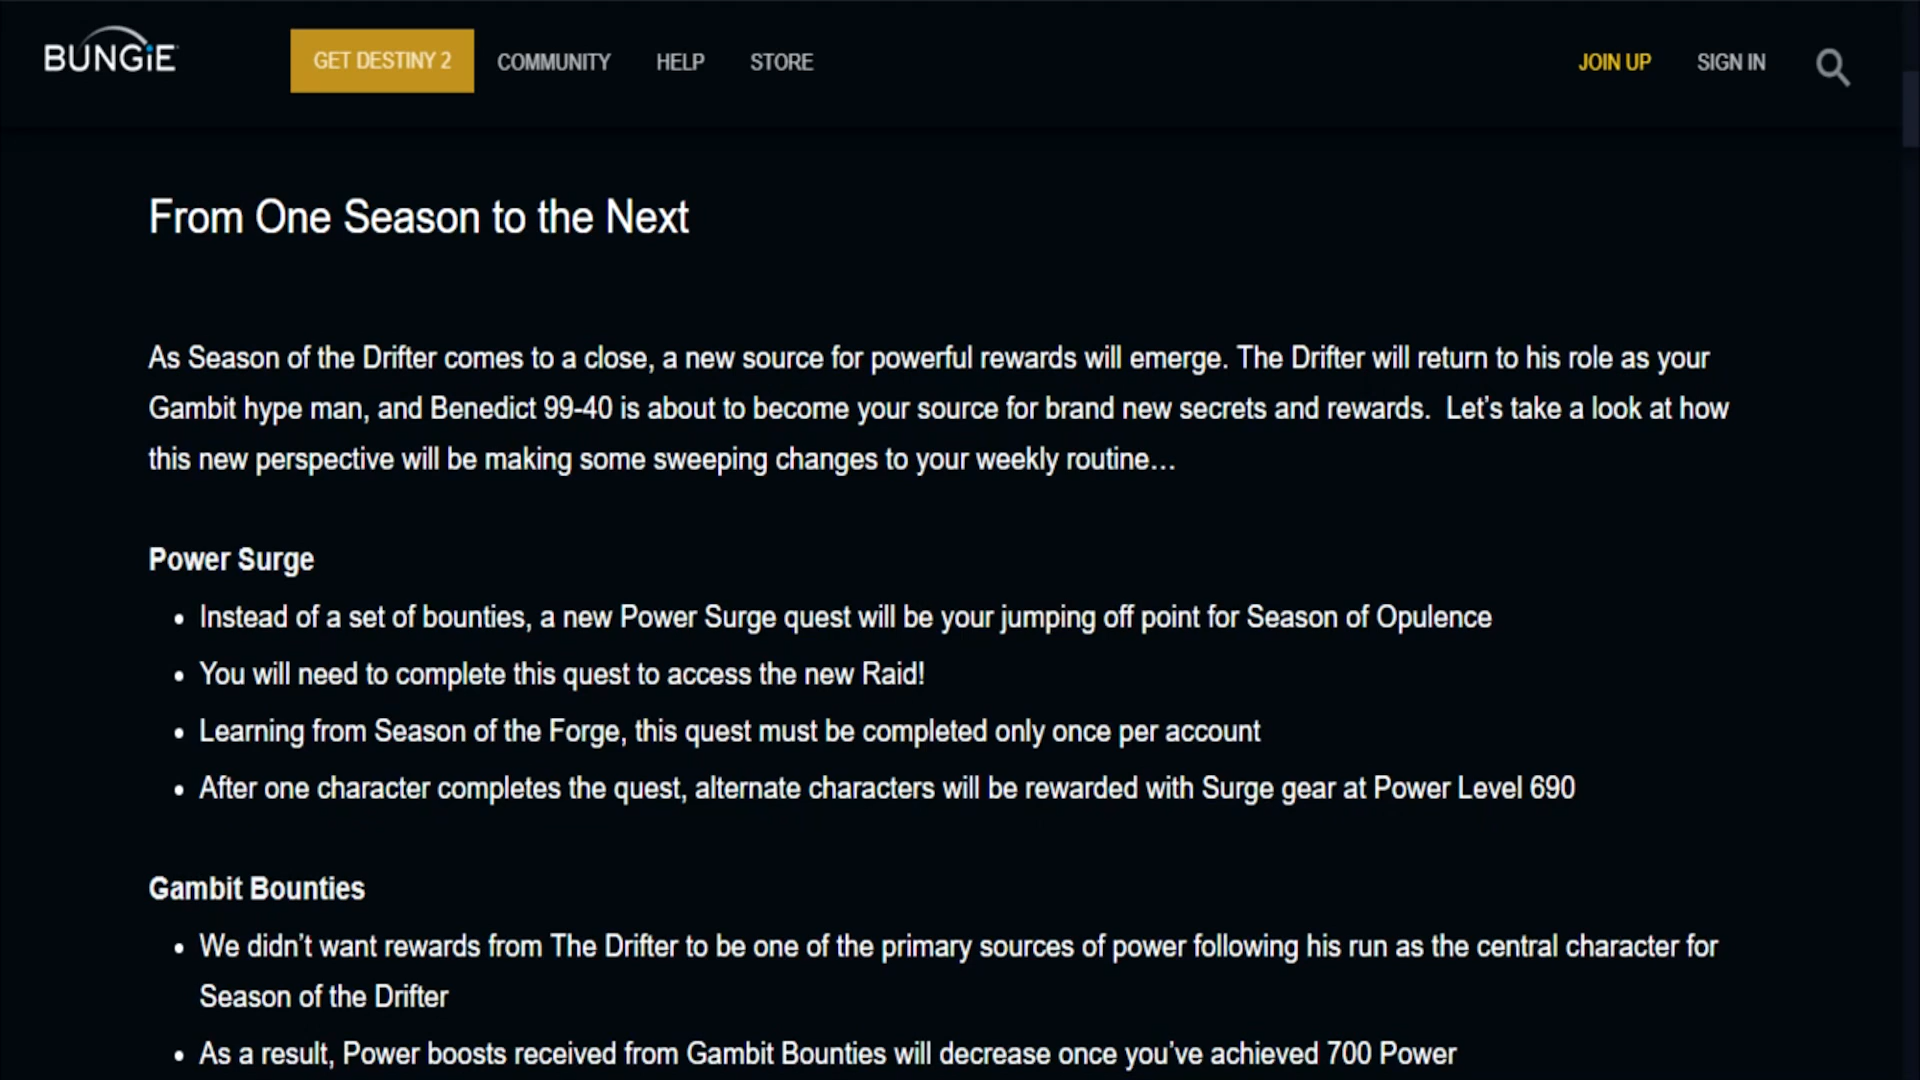 BUNGiE
GET DESTINY 2
COMMUNITY
HELP
STORE
JOIN UP
SIGN IN
From One Season to the Next
As Season of the Drifter comes to a close, a new source for powerful rewards will emerge. The Drifter will return to his role as your
Gambit hype man, and Benedict 99-40 is about to become your source for brand new secrets and rewards.  Let’s take a look at how
this new perspective will be making some sweeping changes to your weekly routine…
Power Surge
• Instead of a set of bounties, a new Power Surge quest will be your jumping off point for Season of Opulence
• You will need to complete this quest to access the new Raid!
• Learning from Season of the Forge, this quest must be completed only once per account
• After one character completes the quest, alternate characters will be rewarded with Surge gear at Power Level 690
Gambit Bounties
• We didn’t want rewards from The Drifter to be one of the primary sources of power following his run as the central character for
Season of the Drifter
• As a result, Power boosts received from Gambit Bounties will decrease once you’ve achieved 700 Power